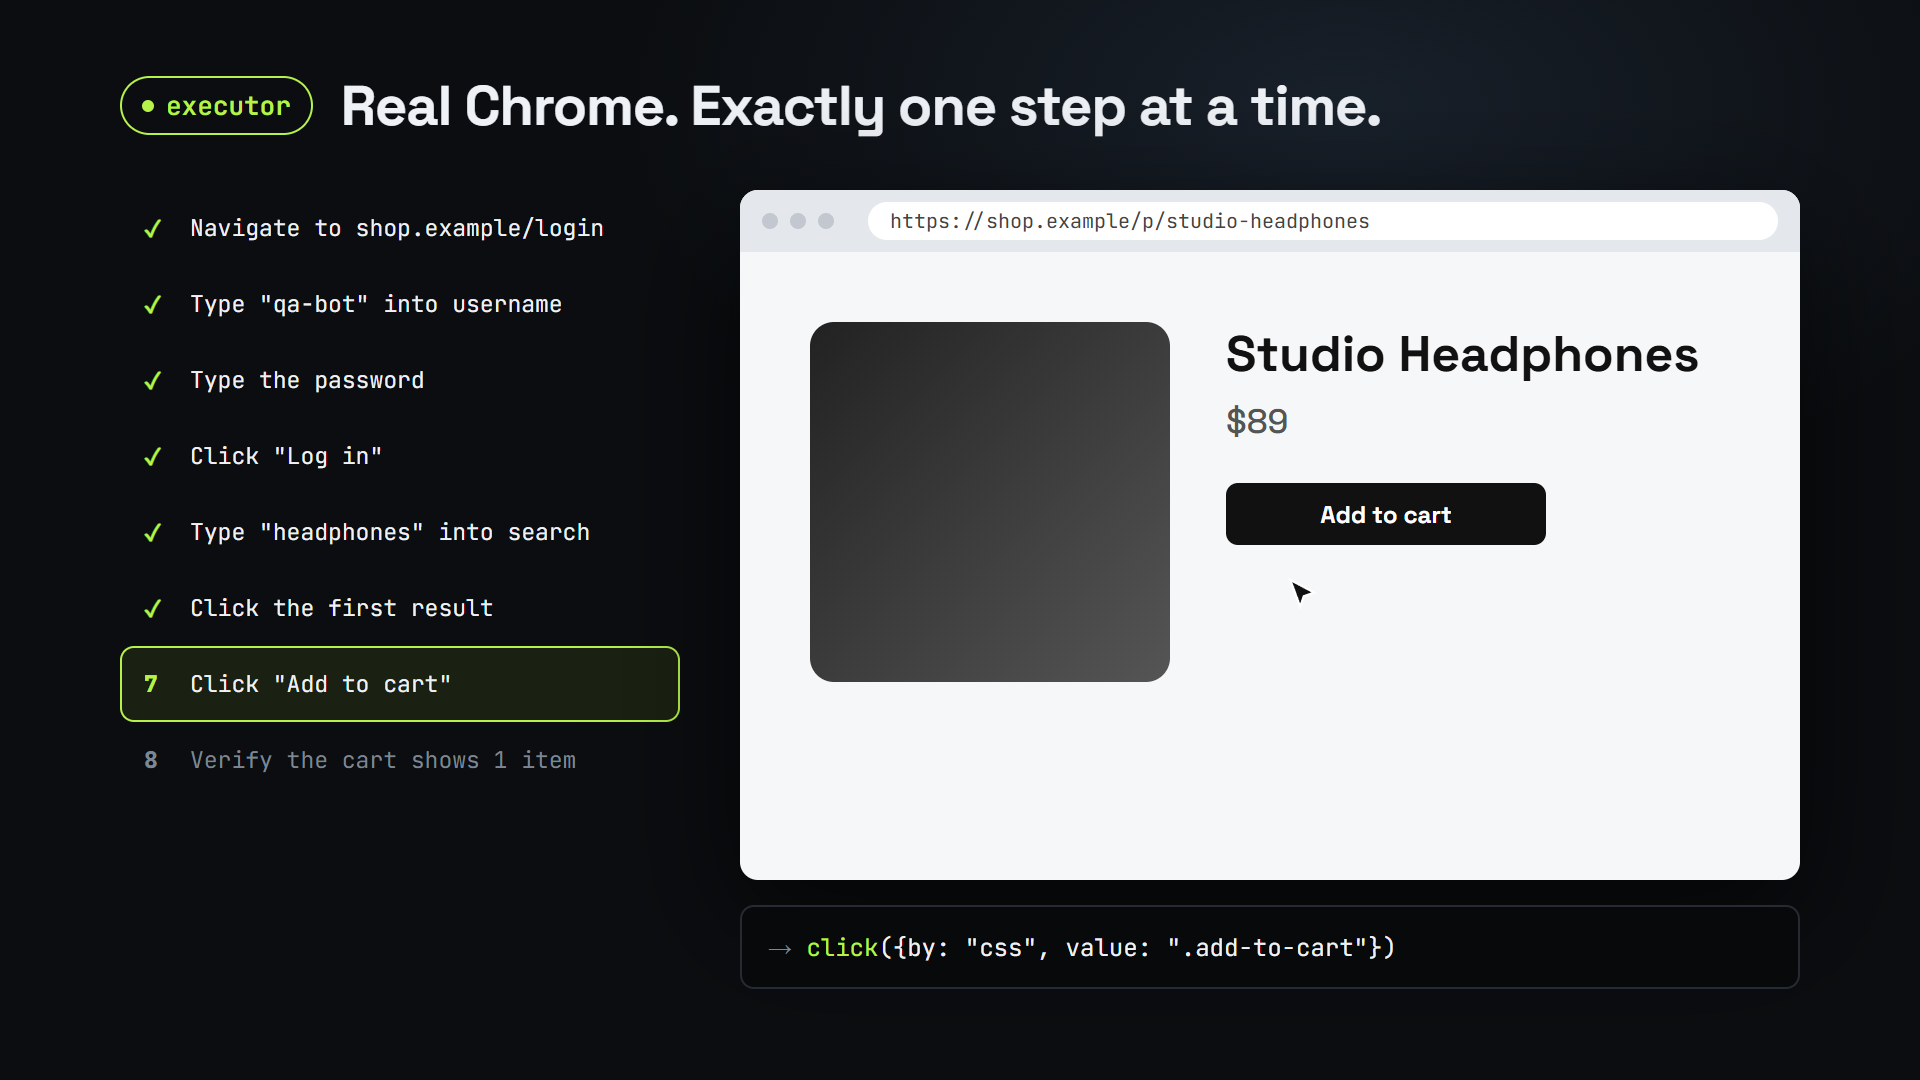 executor
Real Chrome. Exactly one step at a time.
✓ Navigate to shop.example/login
✓ Type "qa-bot" into username
✓ Type the password
✓ Click "Log in"
✓ Type "headphones" into search
✓ Click the first result
7 Click "Add to cart"
8 Verify the cart shows 1 item
https://shop.example/p/studio-headphones
Studio Headphones
$89
Add to cart
→ click({by: "css", value: ".add-to-cart"})